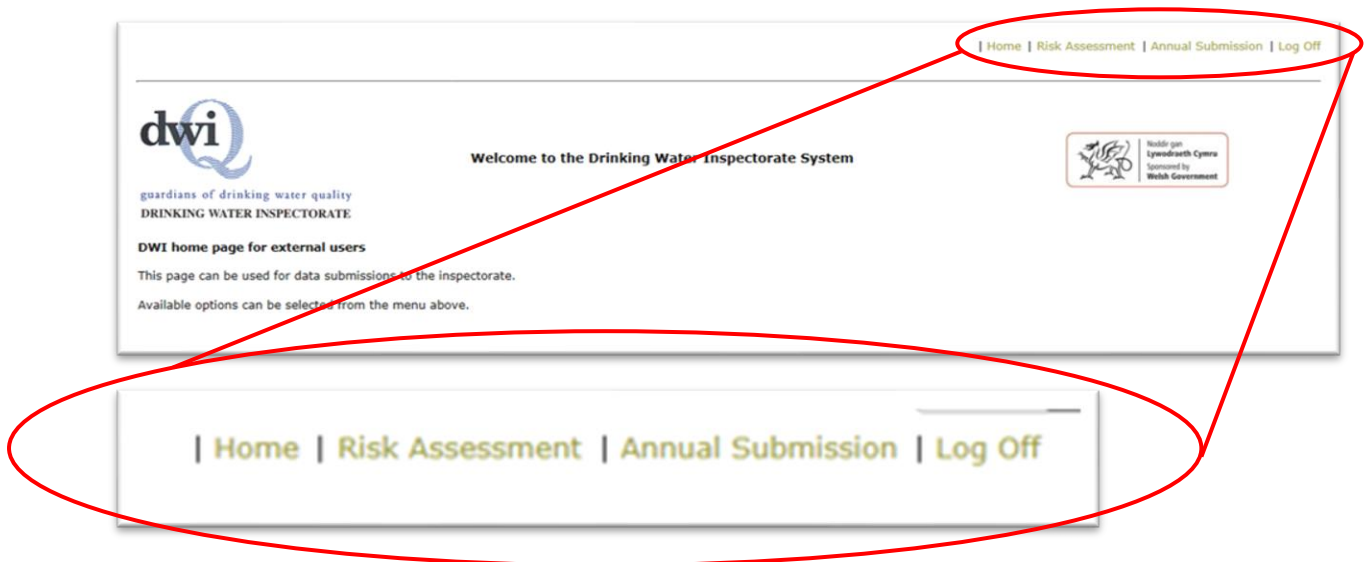 | Home | Risk Assessment | Annual Submission | Log Off
dwi
guardians of drinking water quality
DRINKING WATER INSPECTORATE
Welcome to the Drinking Water Inspectorate System
Noddir gan
Lywodraeth Cymru
Sponsored by
Welsh Government
DWI home page for external users
This page can be used for data submissions to the inspectorate.
Available options can be selected from the menu above.
| Home | Risk Assessment | Annual Submission | Log Off